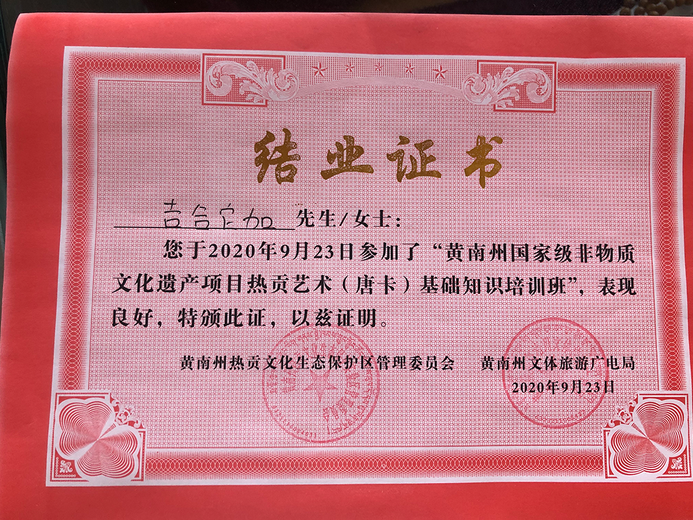 结业证书
吉合它加 先生/女士：
您于2020年9月23日参加了“黄南州国家级非物质
文化遗产项目热贡艺术（唐卡）基础知识培训班”，表现
良好，特颁此证，以兹证明。
黄南州热贡文化生态保护区管理委员会 黄南州文体旅游广电局
2020年9月23日